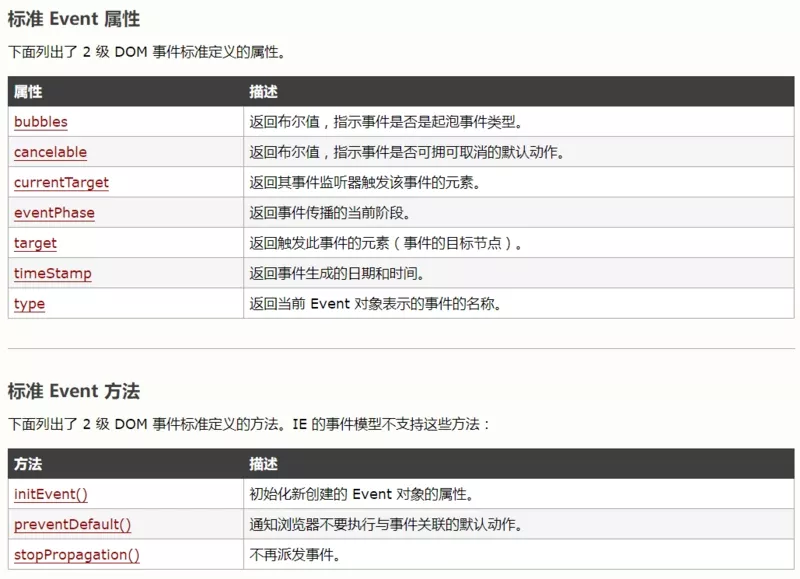 标准 Event 属性
下面列出了 2 级 DOM 事件标准定义的属性。
属性 描述
bubbles 返回布尔值，指示事件是否是起泡事件类型。
cancelable 返回布尔值，指示事件是否可拥可取消的默认动作。
currentTarget 返回其事件监听器触发该事件的元素。
eventPhase 返回事件传播的当前阶段。
target 返回触发此事件的元素（事件的目标节点）。
timeStamp 返回事件生成的日期和时间。
type 返回当前 Event 对象表示的事件的名称。
标准 Event 方法
下面列出了 2 级 DOM 事件标准定义的方法。IE 的事件模型不支持这些方法：
方法 描述
initEvent() 初始化新创建的 Event 对象的属性。
preventDefault() 通知浏览器不要执行与事件关联的默认动作。
stopPropagation() 不再派发事件。